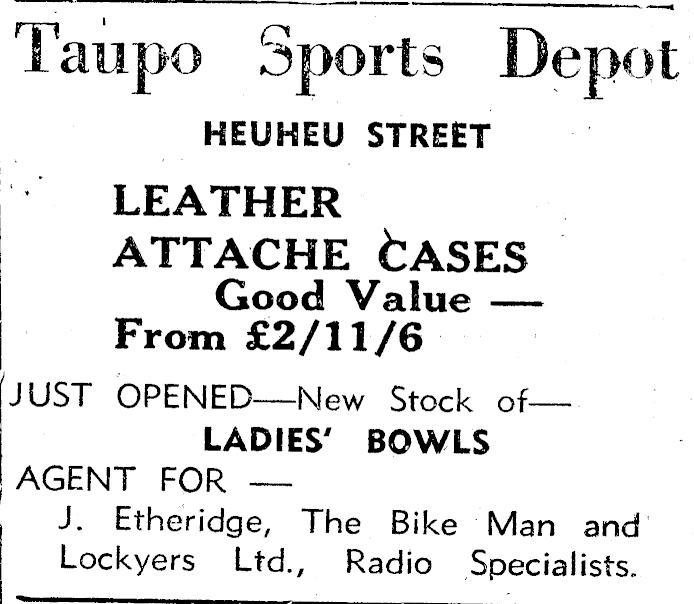 Taupo Sports Depot
HEUHEU STREET
LEATHER
ATTACHE CASES
Good Value —
From £2/11/6
JUST OPENED—New Stock of—
LADIES' BOWLS
AGENT FOR —
J. Etheridge, The Bike Man and
Lockyers Ltd., Radio Specialists.